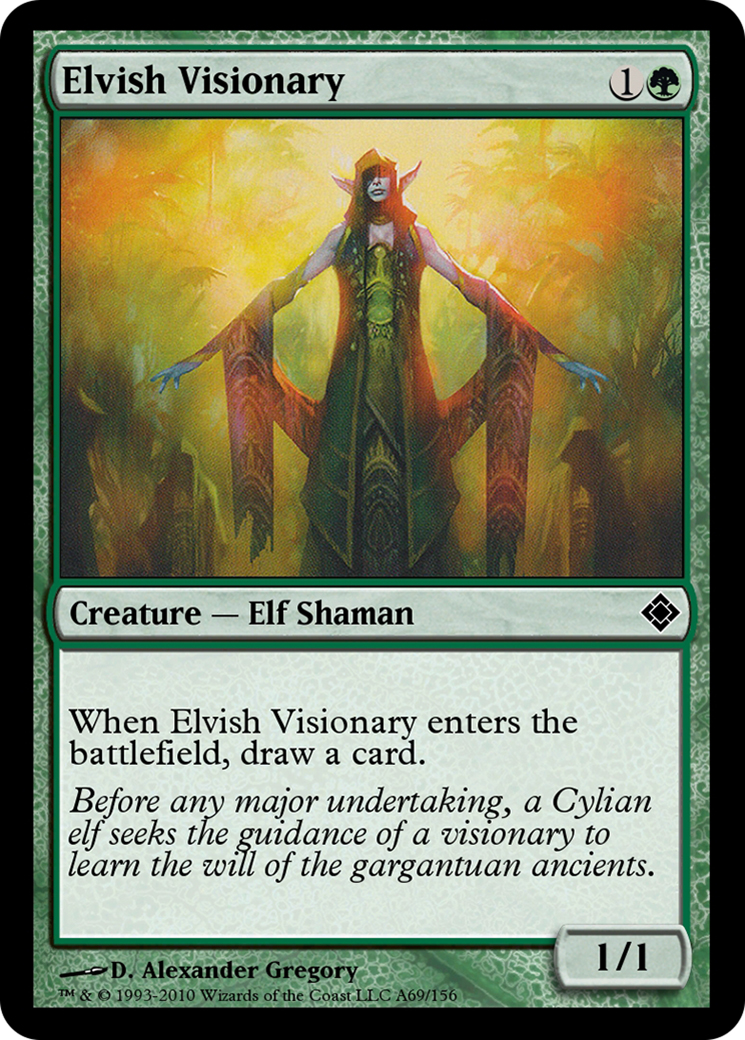 Elvish Visionary 1
Creature — Elf Shaman
When Elvish Visionary enters the
battlefield, draw a card.
Before any major undertaking, a Cylian
elf seeks the guidance of a visionary to
learn the will of the gargantuan ancients.
1/1
D. Alexander Gregory
™ & © 1993-2010 Wizards of the Coast LLC A69/156